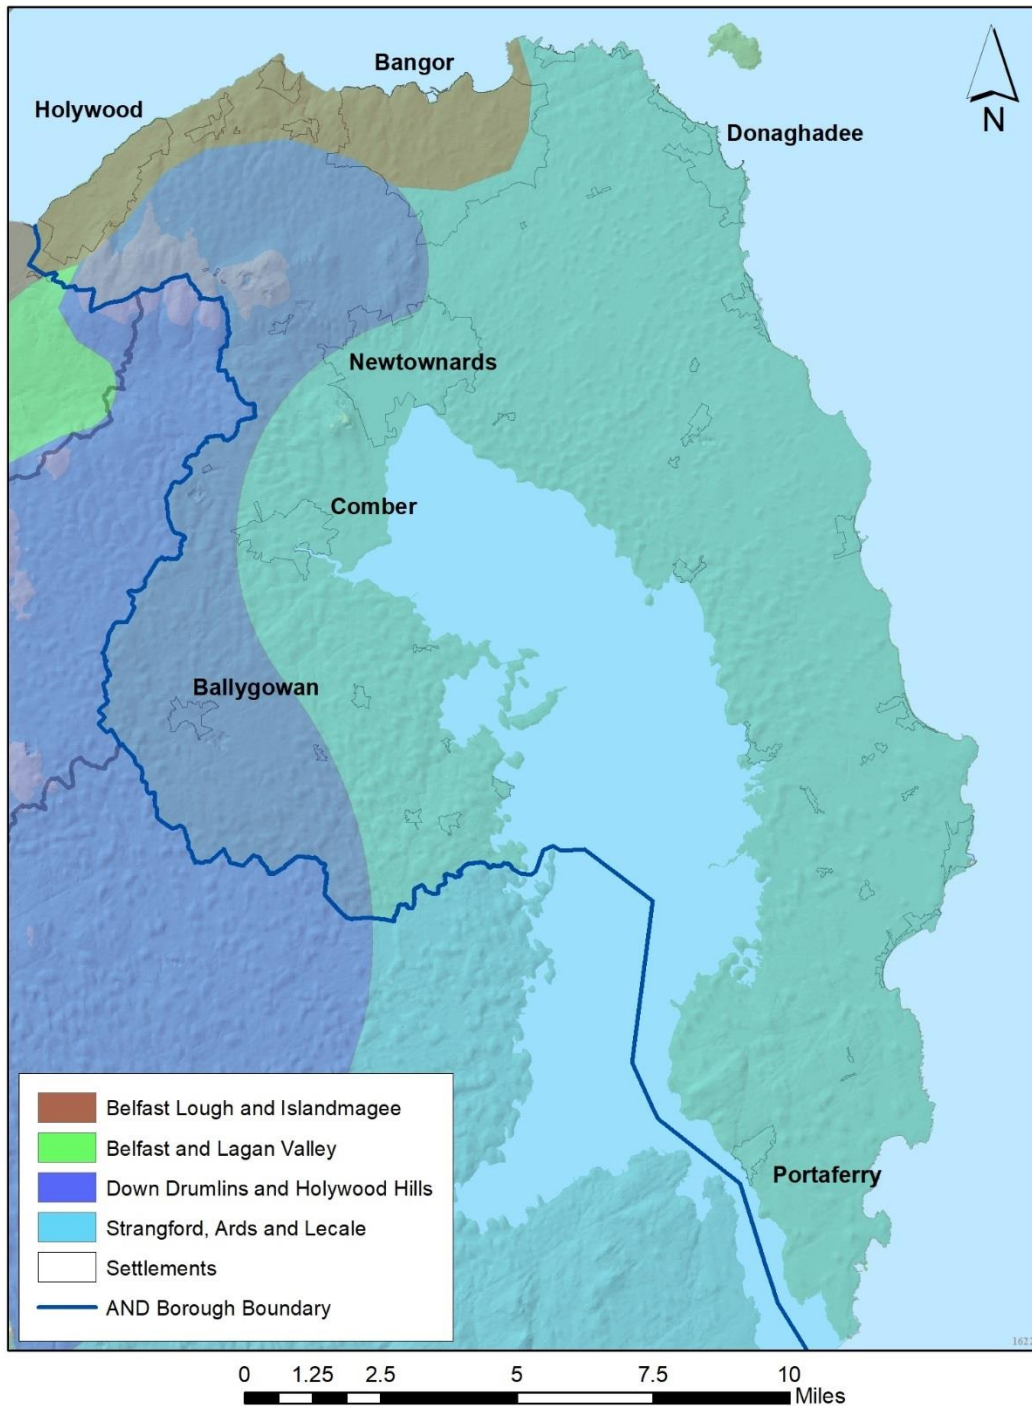 Bangor
Holywood
Donaghadee
N
Newtownards
Comber
Ballygowan
Portaferry
Belfast Lough and Islandmagee
Belfast and Lagan Valley
Down Drumlins and Holywood Hills
Strangford, Ards and Lecale
Settlements
AND Borough Boundary
0 1.25 2.5 5 7.5 10
Miles